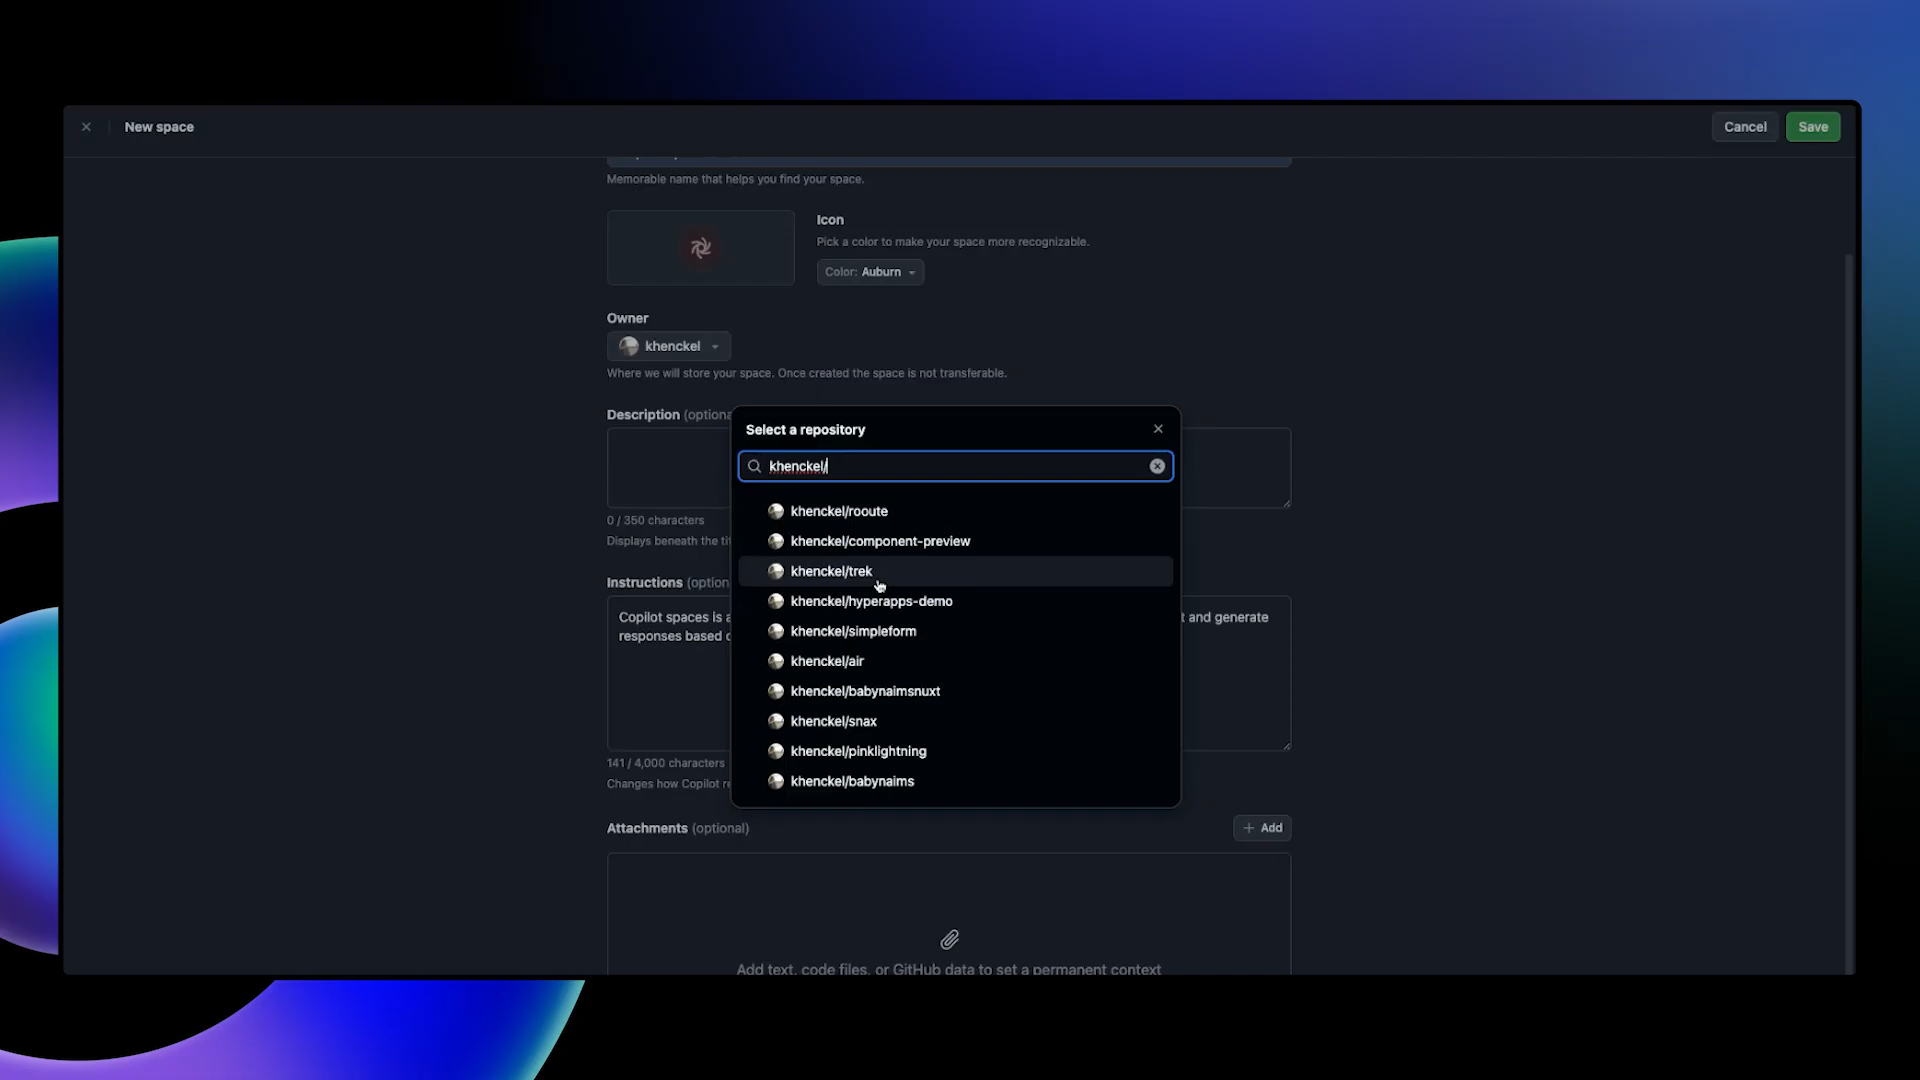 New space
Cancel
Save
Memorable name that helps you find your space.
Icon
Pick a color to make your space more recognizable.
Color: Auburn
Owner
khenckel
Where we will store your space. Once created the space is not transferable.
Description (optiona
0 / 350 characters
Displays beneath the ti
Instructions (option
Copilot spaces is a
t and generate
responses based
141 / 4,000 characters
Changes how Copilot re
Select a repository
khenckel/
khenckel/rooute
khenckel/component-preview
khenckel/trek
khenckel/hyperapps-demo
khenckel/simpleform
khenckel/air
khenckel/babynaimsnuxt
khenckel/snax
khenckel/pinklightning
khenckel/babynaims
Attachments (optional)
Add
Add text, code files, or GitHub data to set a permanent context